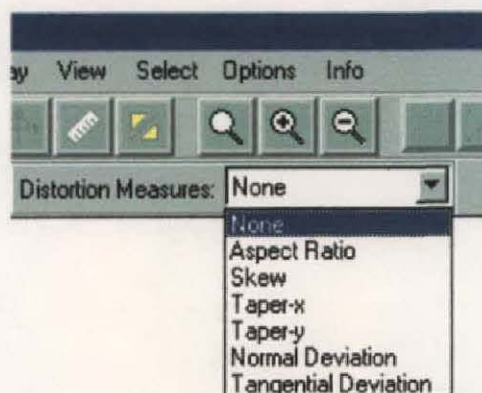 View Select Options Info
Distortion Measures: None
None
Aspect Ratio
Skew
Taper-x
Taper-y
Normal Deviation
Tangential Deviation